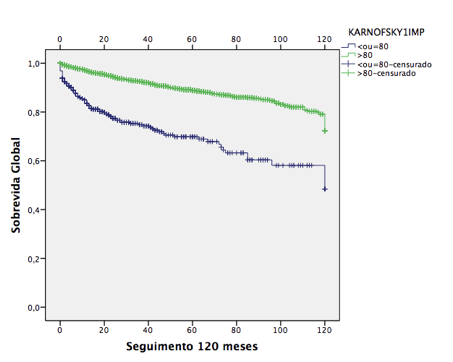 KARNOFSKY1IMP
<ou=80
>80
<ou=80-censurado
>80-censurado
0 20 40 60 80 100 120
1,0
0,8
0,6
0,4
0,2
0,0
Sobrevida Global
0 20 40 60 80 100 120
Seguimento 120 meses